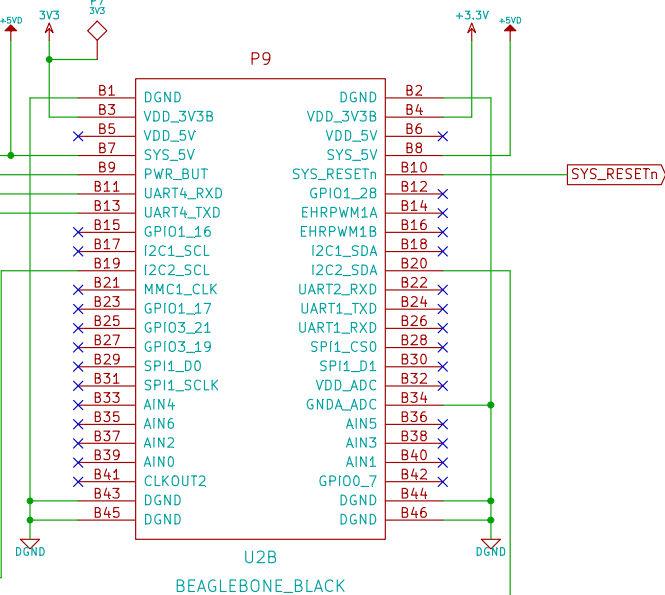 P7
+5VD 3V3 3V3 +3.3V +5VD
P9
B1 DGND DGND B2
B3 VDD_3V3B VDD_3V3B B4
B5 VDD_5V VDD_5V B6
B7 SYS_5V SYS_5V B8
B9 PWR_BUT SYS_RESETn B10 SYS_RESETn
B11 UART4_RXD GPIO1_28 B12
B13 UART4_TXD EHRPWM1A B14
B15 GPIO1_16 EHRPWM1B B16
B17 I2C1_SCL I2C1_SDA B18
B19 I2C2_SCL I2C2_SDA B20
B21 MMC1_CLK UART2_RXD B22
B23 GPIO1_17 UART1_TXD B24
B25 GPIO3_21 UART1_RXD B26
B27 GPIO3_19 SPI1_CS0 B28
B29 SPI1_D0 SPI1_D1 B30
B31 SPI1_SCLK VDD_ADC B32
B33 AIN4 GNDA_ADC B34
B35 AIN6 AIN5 B36
B37 AIN2 AIN3 B38
B39 AIN0 AIN1 B40
B41 CLKOUT2 GPIO0_7 B42
B43 DGND DGND B44
B45 DGND DGND B46
DGND DGND
U2B
BEAGLEBONE_BLACK